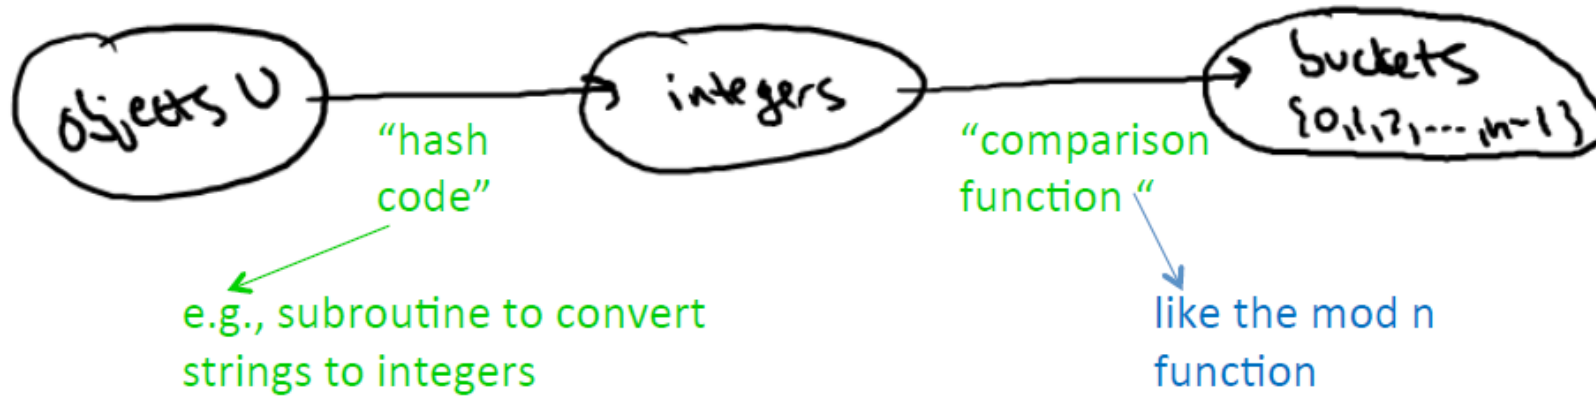 objects U
integers
buckets
{0,1,2,...,n-1}
“hash
code”
“comparison
function “
e.g., subroutine to convert
strings to integers
like the mod n
function